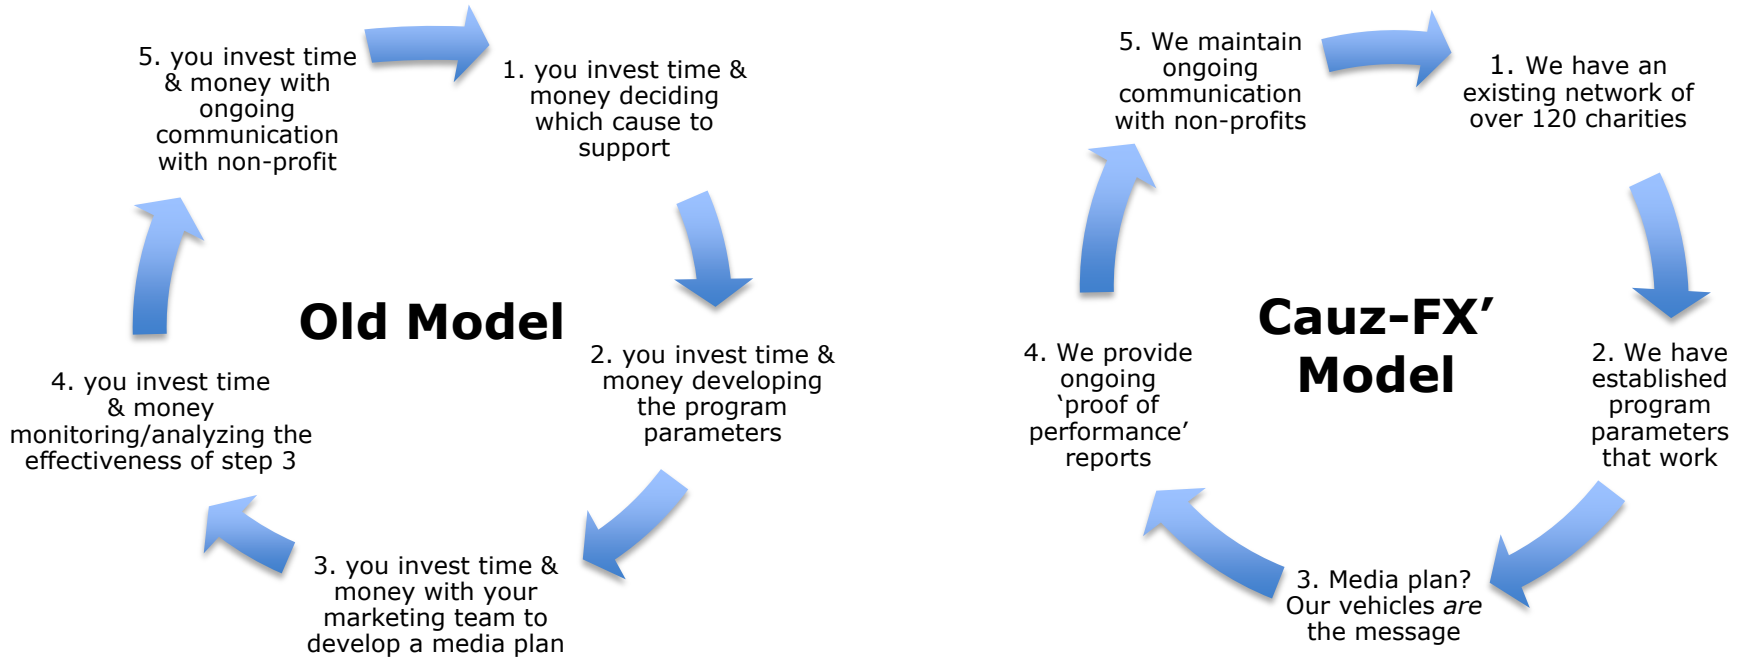 Old Model
1. you invest time &
money deciding
which cause to
support
2. you invest time &
money developing
the program
parameters
3. you invest time &
money with your
marketing team to
develop a media plan
4. you invest time
& money
monitoring/analyzing the
effectiveness of step 3
5. you invest time
& money with
ongoing
communication
with non-profit
Cauz-FX’
Model
1. We have an
existing network of
over 120 charities
2. We have
established
program
parameters
that work
3. Media plan?
Our vehicles are
the message
4. We provide
ongoing
‘proof of
performance’
reports
5. We maintain
ongoing
communication
with non-profits